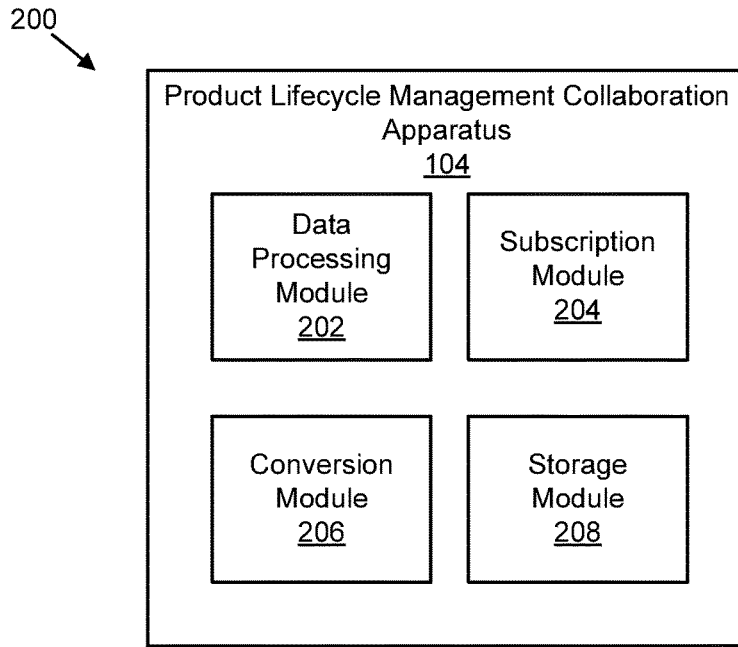 200
Product Lifecycle Management Collaboration
Apparatus
104
Data
Processing
Module
202
Subscription
Module
204
Conversion
Module
206
Storage
Module
208